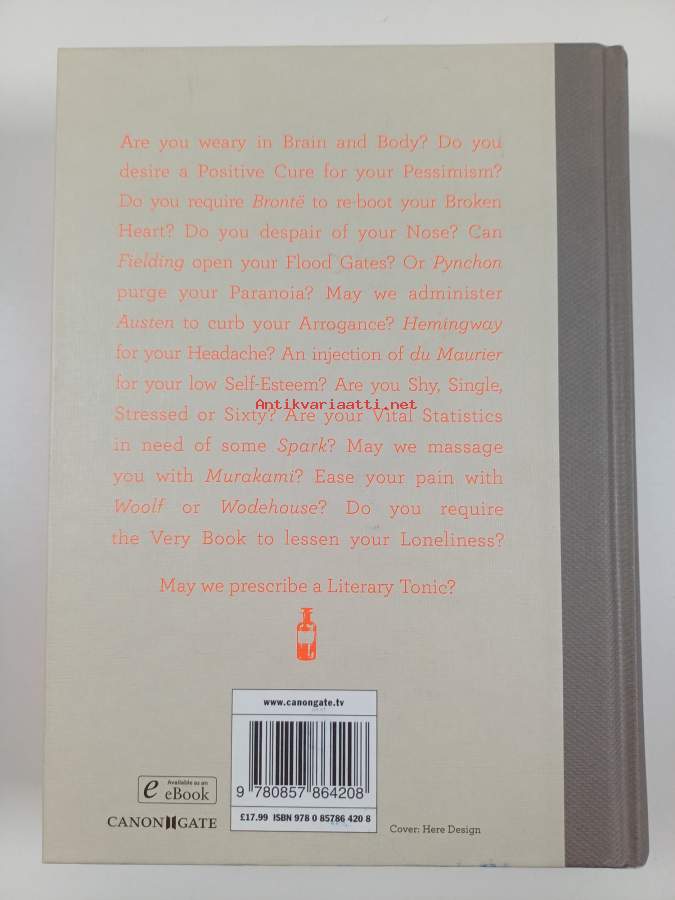 Are you weary in Brain and Body? Do you
desire a Positive Cure for your Pessimism?
Do you require Brontë to re-boot your Broken
Heart? Do you despair of your Nose? Can
Fielding open your Flood Gates? Or Pynchon
purge your Paranoia? May we administer
Austen to curb your Arrogance? Hemingway
for your Headache? An injection of du Maurier
for your low Self-Esteem? Are you Shy, Single,
Antikvariaatti.net
Stressed or Sixty? Are your Vital Statistics
in need of some Spark? May we massage
you with Murakami? Ease your pain with
Woolf or Wodehouse? Do you require
the Very Book to lessen your Loneliness?
May we prescribe a Literary Tonic?
www.canongate.tv
9 780857 864208
£17.99 ISBN 978 0 85786 420 8
Available as an
e eBook
CANONGATE
Cover: Here Design